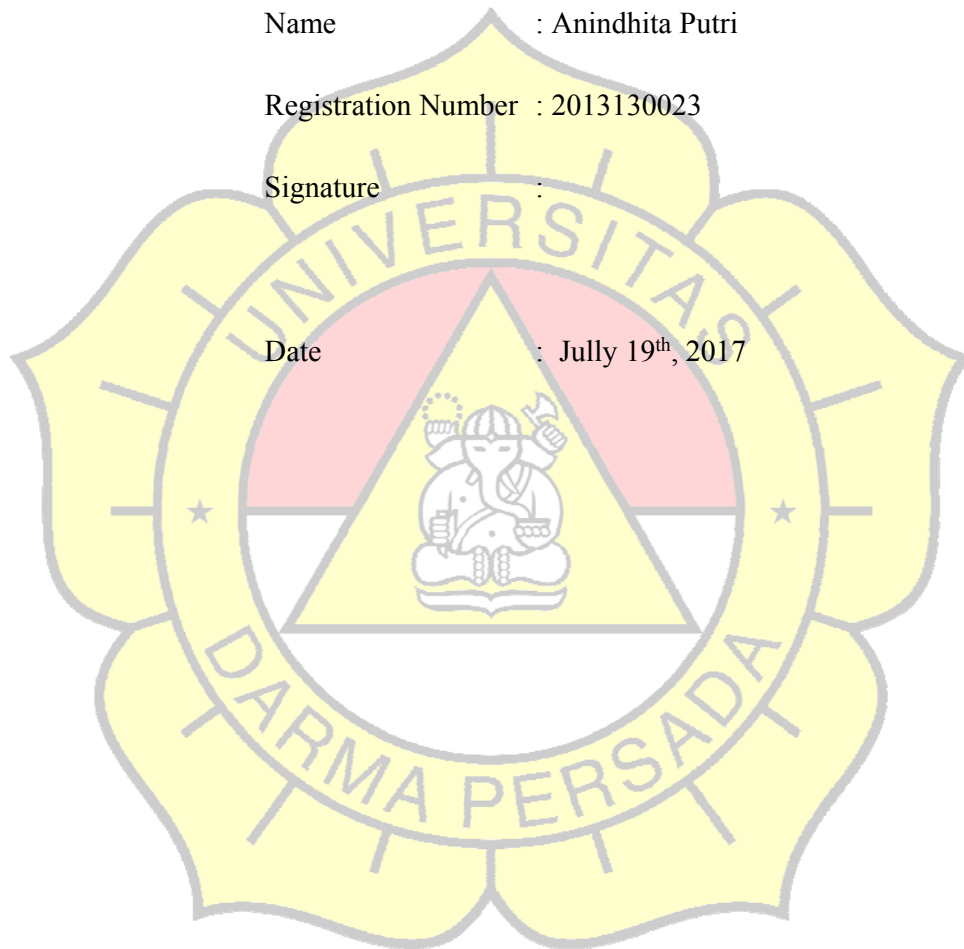 Name : Anindhita Putri
Registration Number : 2013130023
Signature :
UNIVERSITAS
Date : Jully 19th, 2017
DARMA PERSADA